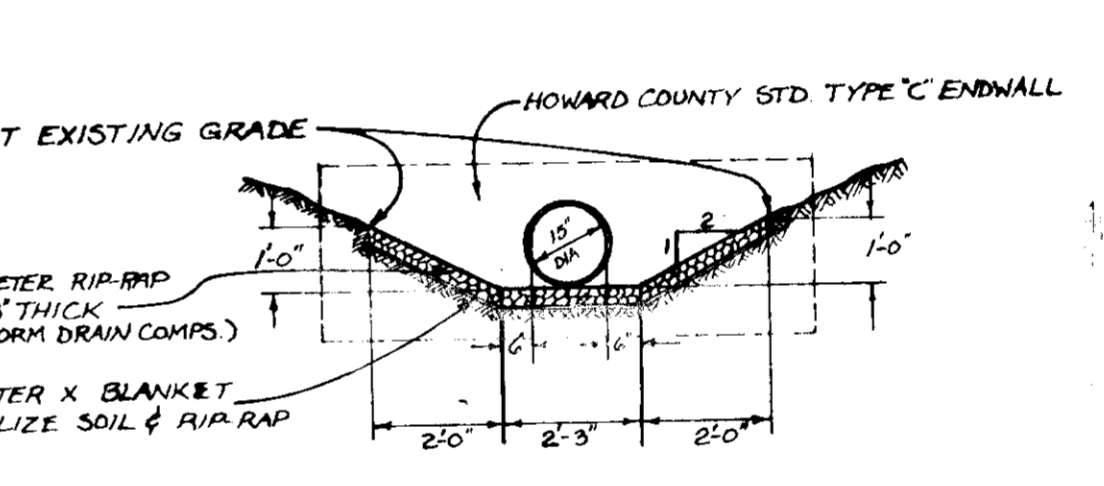 HOWARD COUNTY STD. TYPE "C" ENDWALL
T EXISTING GRADE
15"
DIA
2
1
1'-0"
1'-0"
ETER RIP-RAP
" THICK
ORM DRAIN COMPS.)
6" 6"
TER X BLANKET
LIZE SOIL & RIP-RAP
2'-0" 2'-3" 2'-0"